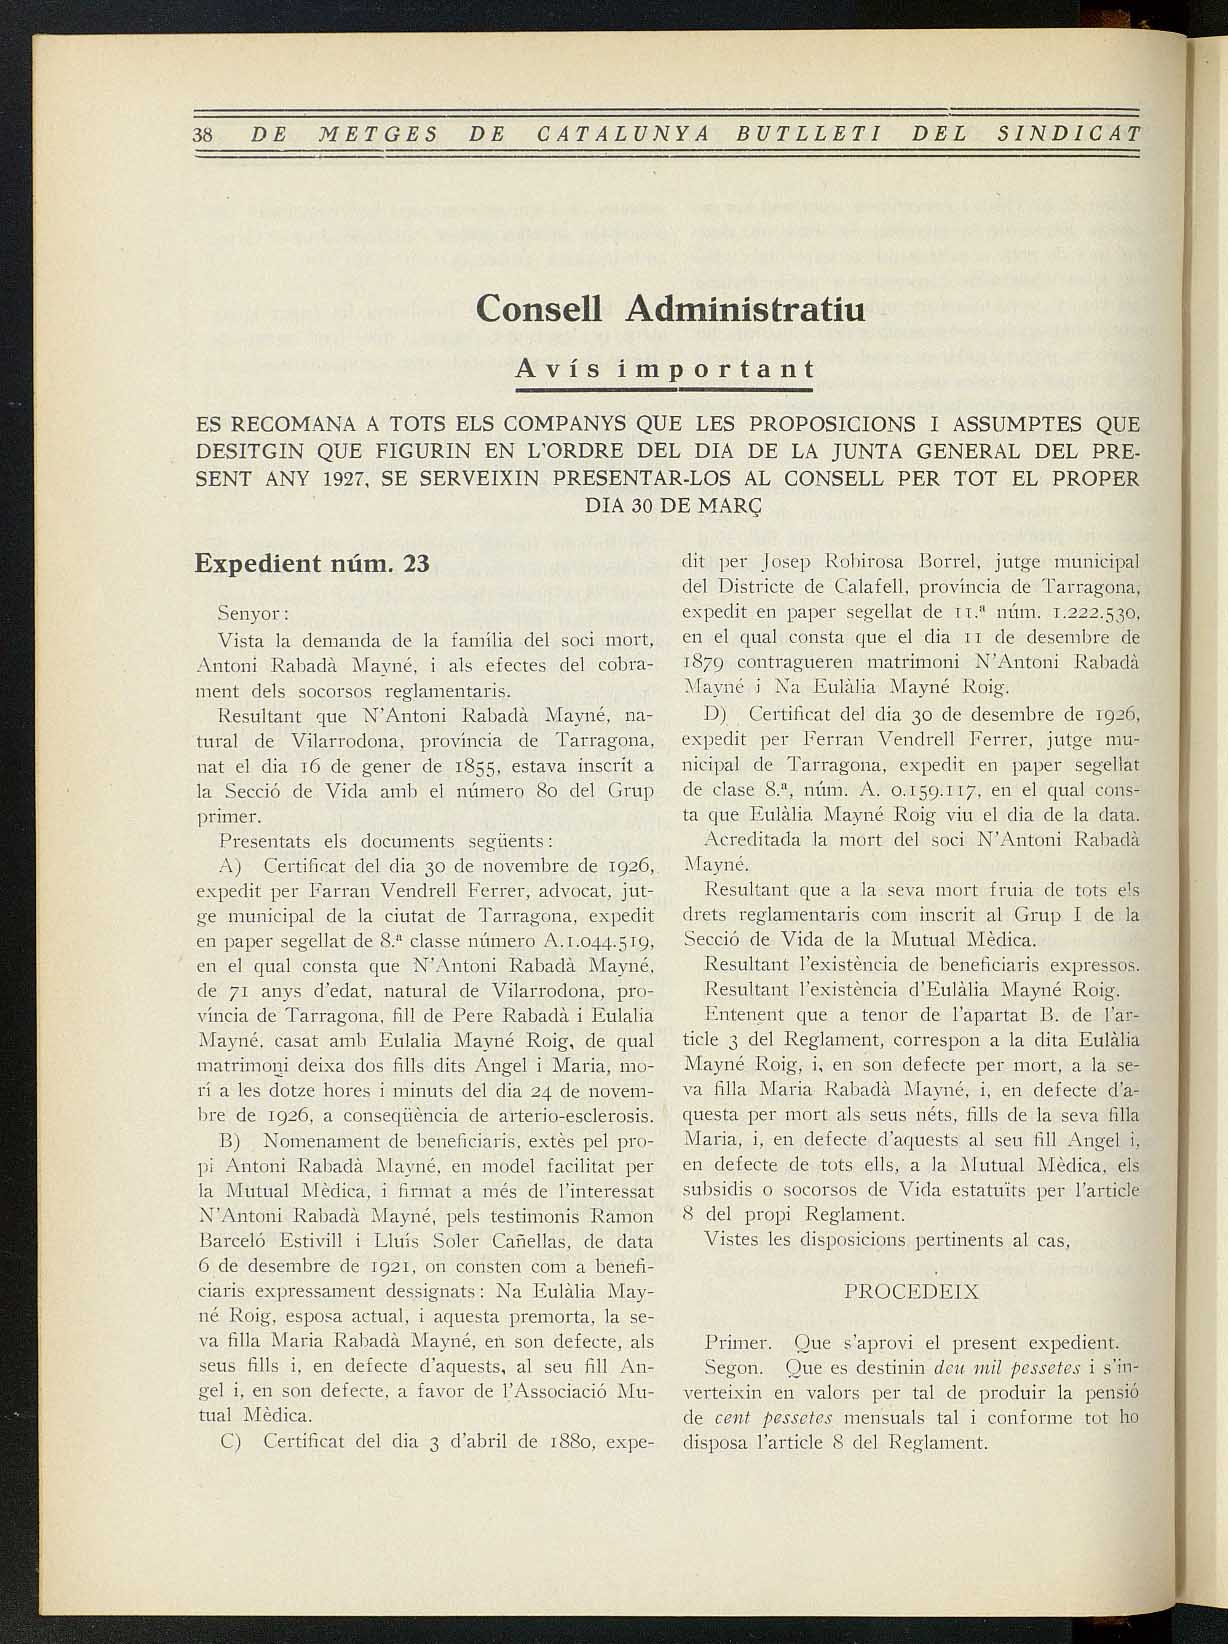 38 DE METGES DE CATALUNYA BUTLLETI DEL SINDICAT
Consell Administratiu
Avís important
ES RECOMANA A TOTS ELS COMPANYS QUE LES PROPOSICIONS I ASSUMPTES QUE
DESITGIN QUE FIGURIN EN L'ORDRE DEL DIA DE LA JUNTA GENERAL DEL PRE-
SENT ANY 1927, SE SERVEIXIN PRESENTAR-LOS AL CONSELL PER TOT EL PROPER
DIA 30 DE MARÇ
Expedient núm. 23
Senyor:
Vista la demanda de la família del soci mort,
Antoni Rabadà Mayné, i als efectes del cobra-
ment dels socorsos reglamentaris.
Resultant que N'Antoni Rabadà Mayné, na-
tural de Vilarrodona, província de Tarragona,
nat el dia 16 de gener de 1855, estava inscrit a
la Secció de Vida amb el número 80 del Grup
primer.
Presentats els documents següents:
A) Certificat del dia 30 de novembre de 1926,
expedit per Farran Vendrell Ferrer, advocat, jut-
ge municipal de la ciutat de Tarragona, expedit
en paper segellat de 8.ª classe número A.1.044.519,
en el qual consta que N'Antoni Rabadà Mayné,
de 71 anys d'edat, natural de Vilarrodona, pro-
víncia de Tarragona, fill de Pere Rabadà i Eulalia
Mayné, casat amb Eulalia Mayné Roig, de qual
matrimoni deixa dos fills dits Angel i Maria, mo-
rí a les dotze hores i minuts del dia 24 de novem-
bre de 1926, a conseqüència de arterio-esclerosis.
B) Nomenament de beneficiaris, extès pel pro-
pi Antoni Rabadà Mayné, en model facilitat per
la Mutual Mèdica, i firmat a més de l'interessat
N'Antoni Rabadà Mayné, pels testimonis Ramon
Barceló Estivill i Lluís Soler Cañellas, de data
6 de desembre de 1921, on consten com a benefi-
ciaris expressament dessignats: Na Eulàlia May-
né Roig, esposa actual, i aquesta premorta, la se-
va filla Maria Rabadà Mayné, en son defecte, als
seus fills i, en defecte d'aquests, al seu fill An-
gel i, en son defecte, a favor de l'Associació Mu-
tual Mèdica.
C) Certificat del dia 3 d'abril de 1880, expe-
dit per Josep Robirosa Borrel, jutge municipal
del Districte de Calafell, província de Tarragona,
expedit en paper segellat de 11.ª núm. 1.222.530,
en el qual consta que el dia 11 de desembre de
1879 contragueren matrimoni N'Antoni Rabadà
Mayné i Na Eulàlia Mayné Roig.
D) Certificat del dia 30 de desembre de 1926,
expedit per Ferran Vendrell Ferrer, jutge mu-
nicipal de Tarragona, expedit en paper segellat
de clase 8.ª, núm. A. 0.159.117, en el qual cons-
ta que Eulàlia Mayné Roig viu el dia de la data.
Acreditada la mort del soci N'Antoni Rabadà
Mayné.
Resultant que a la seva mort fruia de tots els
drets reglamentaris com inscrit al Grup I de la
Secció de Vida de la Mutual Mèdica.
Resultant l'existència de beneficiaris expressos.
Resultant l'existència d'Eulàlia Mayné Roig.
Entenent que a tenor de l'apartat B. de l'ar-
ticle 3 del Reglament, correspon a la dita Eulàlia
Mayné Roig, i, en son defecte per mort, a la se-
va filla Maria Rabadà Mayné, i, en defecte d'a-
questa per mort als seus néts, fills de la seva filla
Maria, i, en defecte d'aquests al seu fill Angel i,
en defecte de tots ells, a la Mutual Mèdica, els
subsidis o socorsos de Vida estatuïts per l'article
8 del propi Reglament.
Vistes les disposicions pertinents al cas,
PROCEDEIX
Primer. Que s'aprovi el present expedient.
Segon. Que es destinin deu mil pessetes i s'in-
verteixin en valors per tal de produir la pensió
de cent pessetes mensuals tal i conforme tot ho
disposa l'article 8 del Reglament.